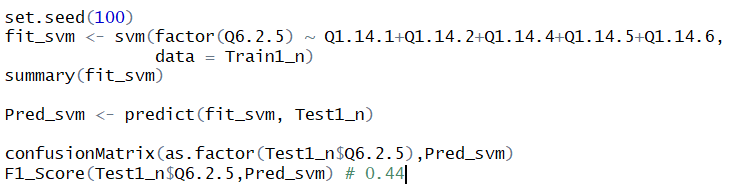 set.seed(100)
fit_svm <- svm(factor(Q6.2.5) ~ Q1.14.1+Q1.14.2+Q1.14.4+Q1.14.5+Q1.14.6,
data = Train1_n)
summary(fit_svm)
Pred_svm <- predict(fit_svm, Test1_n)
confusionMatrix(as.factor(Test1_n$Q6.2.5),Pred_svm)
F1_Score(Test1_n$Q6.2.5,Pred_svm) # 0.44